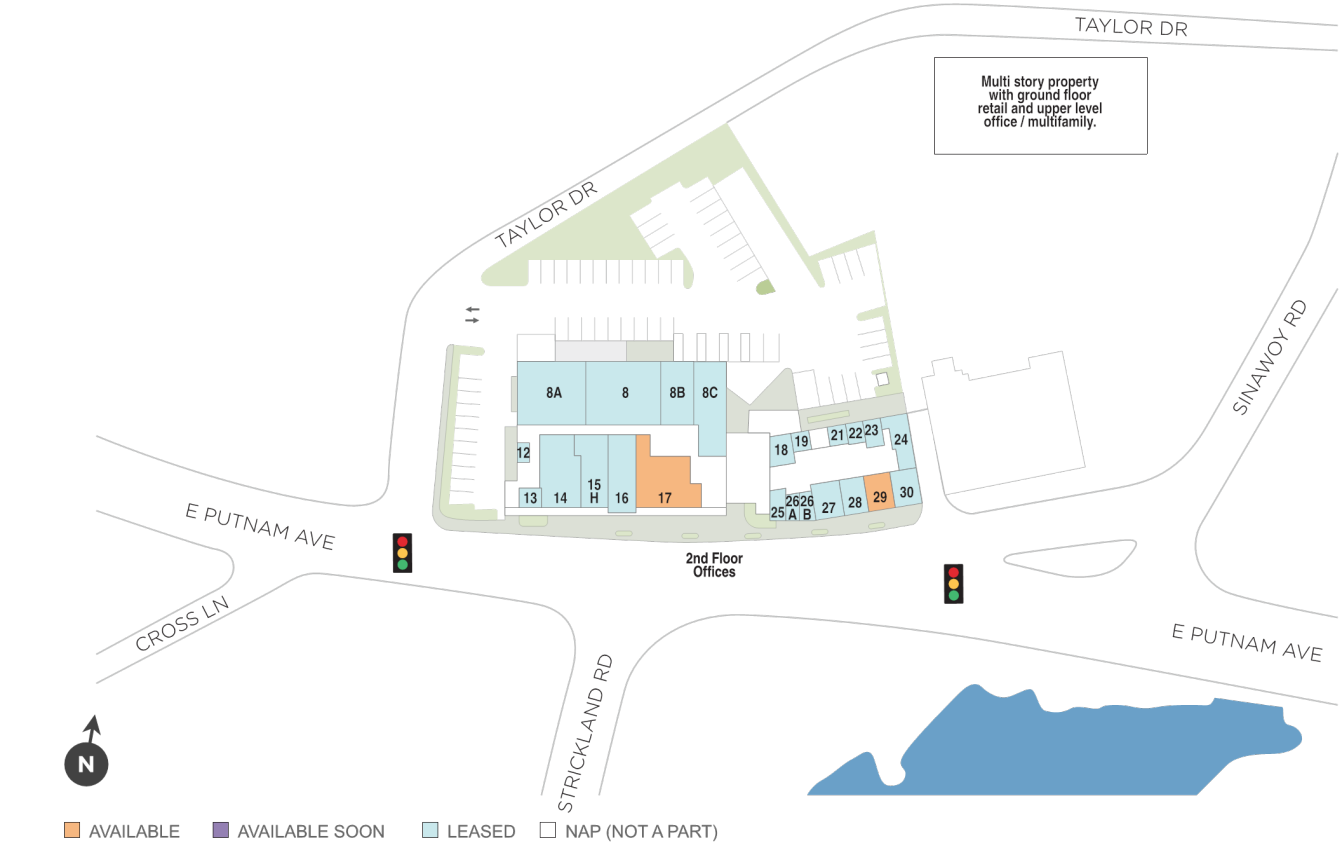 TAYLOR DR
Multi story property
with ground floor
retail and upper level
office / multifamily.
TAYLOR DR
SINAWOY RD
8A
8
8B
8C
12
13
14
15
H
16
17
18
19
21
22
23
24
25
26
A
26
B
27
28
29
30
E PUTNAM AVE
2nd Floor
Offices
CROSS LN
STRICKLAND RD
E PUTNAM AVE
N
AVAILABLE
AVAILABLE SOON
LEASED
NAP (NOT A PART)